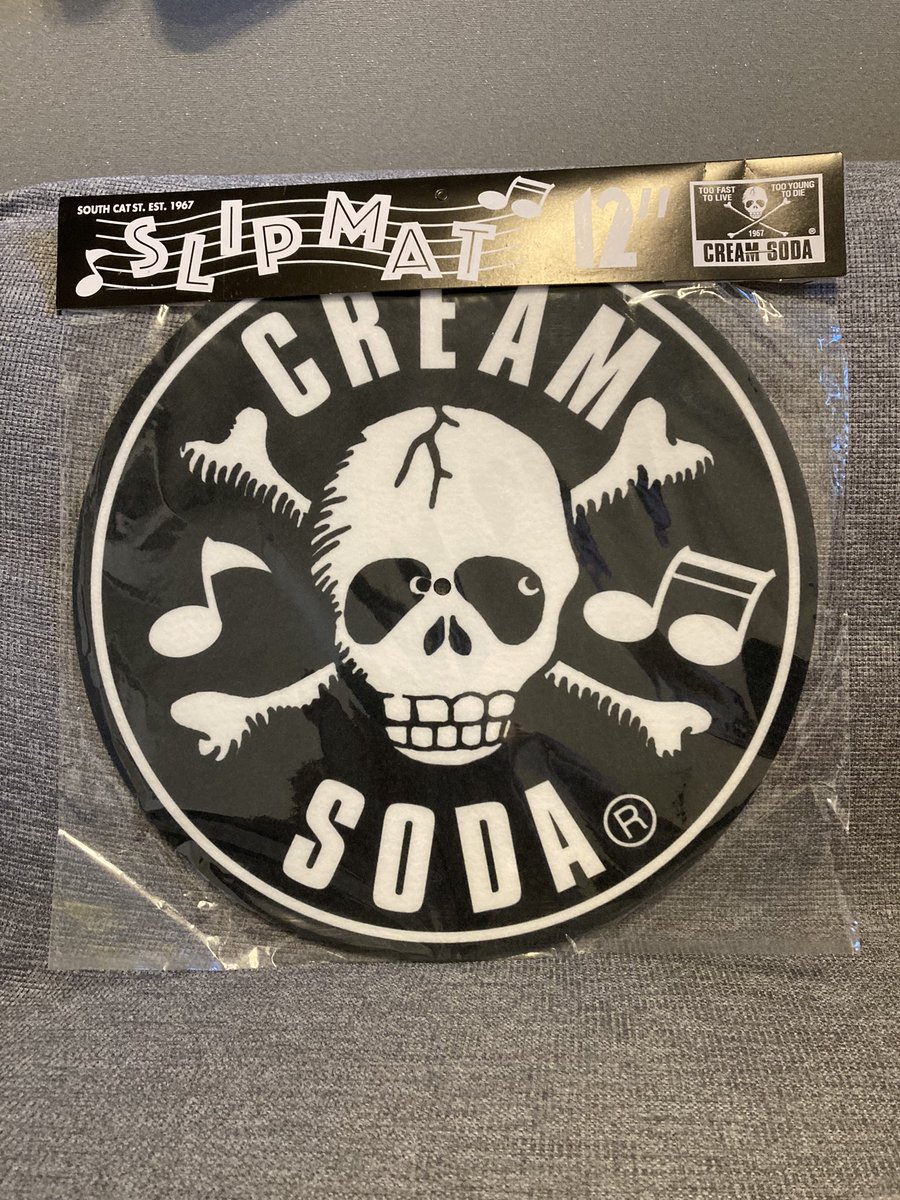 SOUTH CAT ST. EST. 1967
SLIPMAT
12"
TOO FAST
TO LIVE
TOO YOUNG
TO DIE
1967
CREAM SODA ®
CREAM
SODA ®